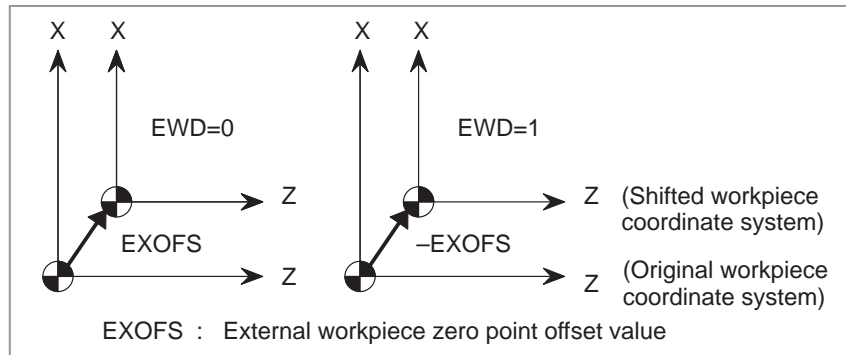 X X X X
EWD=0 EWD=1
Z Z (Shifted workpiece
coordinate system)
EXOFS –EXOFS
Z Z (Original workpiece
coordinate system)
EXOFS : External workpiece zero point offset value